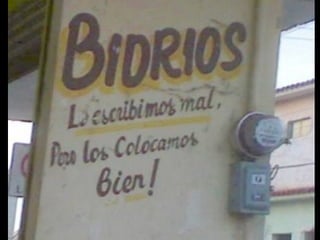 BIDRIOS
Lo escribimos mal,
Pero los Colocamos
Bien!